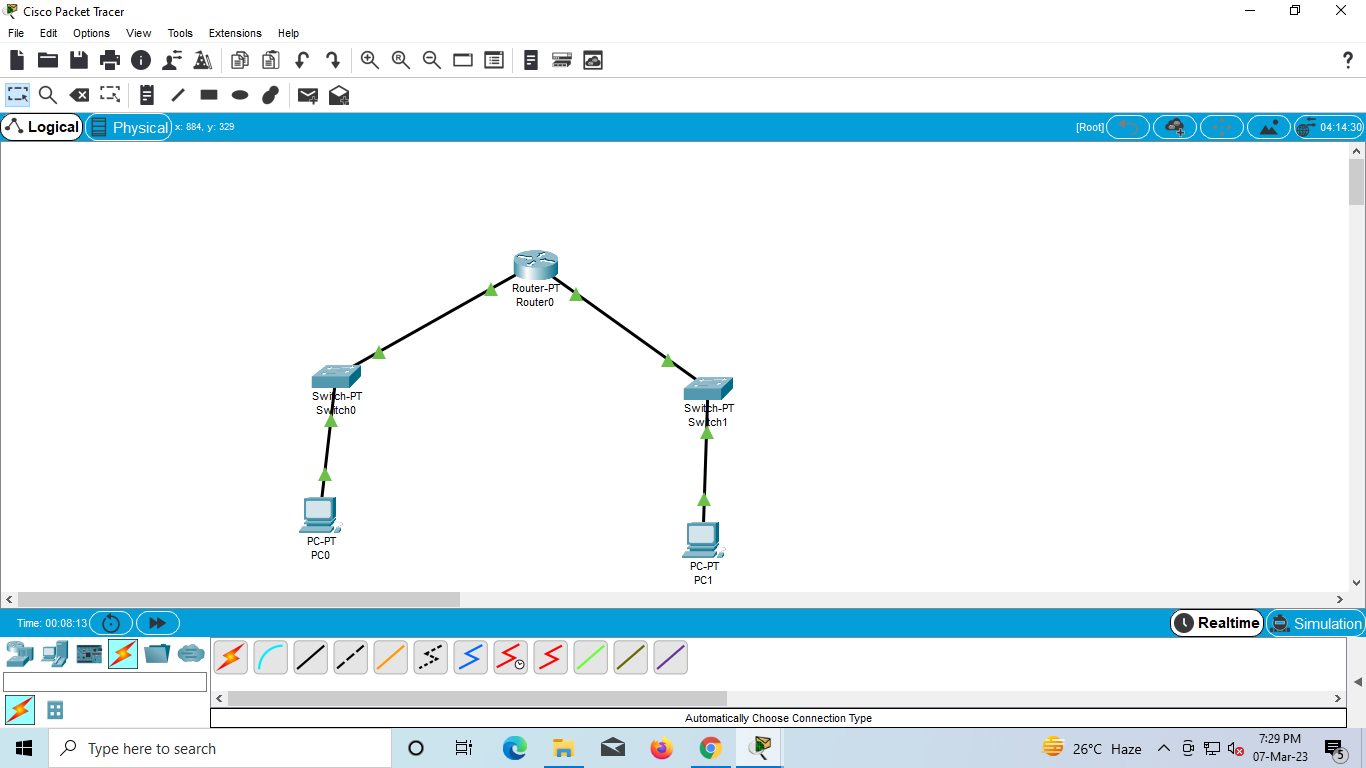 Cisco Packet Tracer
File Edit Options View Tools Extensions Help
R
?
Logical Physical x: 884, y: 329 [Root] 04:14:30
Router-PT
Router0
Switch-PT
Switch0
Switch-PT
Switch1
PC-PT
PC0
PC-PT
PC1
Time: 00:08:13 Realtime Simulation
Automatically Choose Connection Type
Type here to search
26°C Haze
7:29 PM
07-Mar-23
5